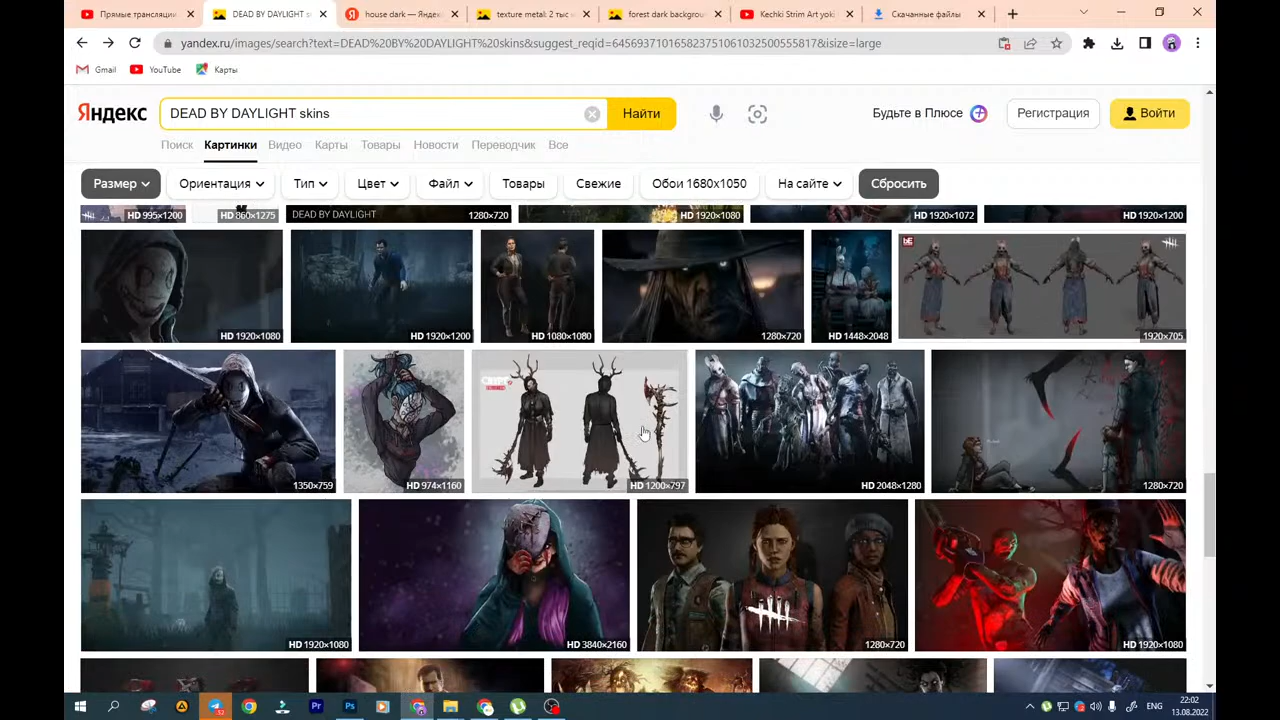 Прямые трансляции
DEAD BY DAYLIGHT s
house dark — Яндек
texture metal: 2 тыс
forest dark backgrou
Kechki Strim Art yok
Скачанные файлы
yandex.ru/images/search?text=DEAD%20BY%20DAYLIGHT%20skins&suggest_reqid=645693710165823751061032500555817&isize=large
Gmail YouTube Карты
Яндекс DEAD BY DAYLIGHT skins Найти Будьте в Плюсе Регистрация Войти
Поиск Картинки Видео Карты Товары Новости Переводчик Все
Размер Ориентация Тип Цвет Файл Товары Свежие Обои 1680x1050 На сайте Сбросить
HD 995×1200 HD 860×1275 DEAD BY DAYLIGHT 1280×720 HD 1920×1080 HD 1920×1072 HD 1920×1200
HD 1920×1080 HD 1920×1200 HD 1080×1080 1280×720 HD 1448×2048 1920×705
1350×759 HD 974×1160 HD 1200×797 HD 2048×1280 1280×720
HD 1920×1080 HD 3840×2160 1280×720 HD 1920×1080
ENG 22:02
13.08.2022